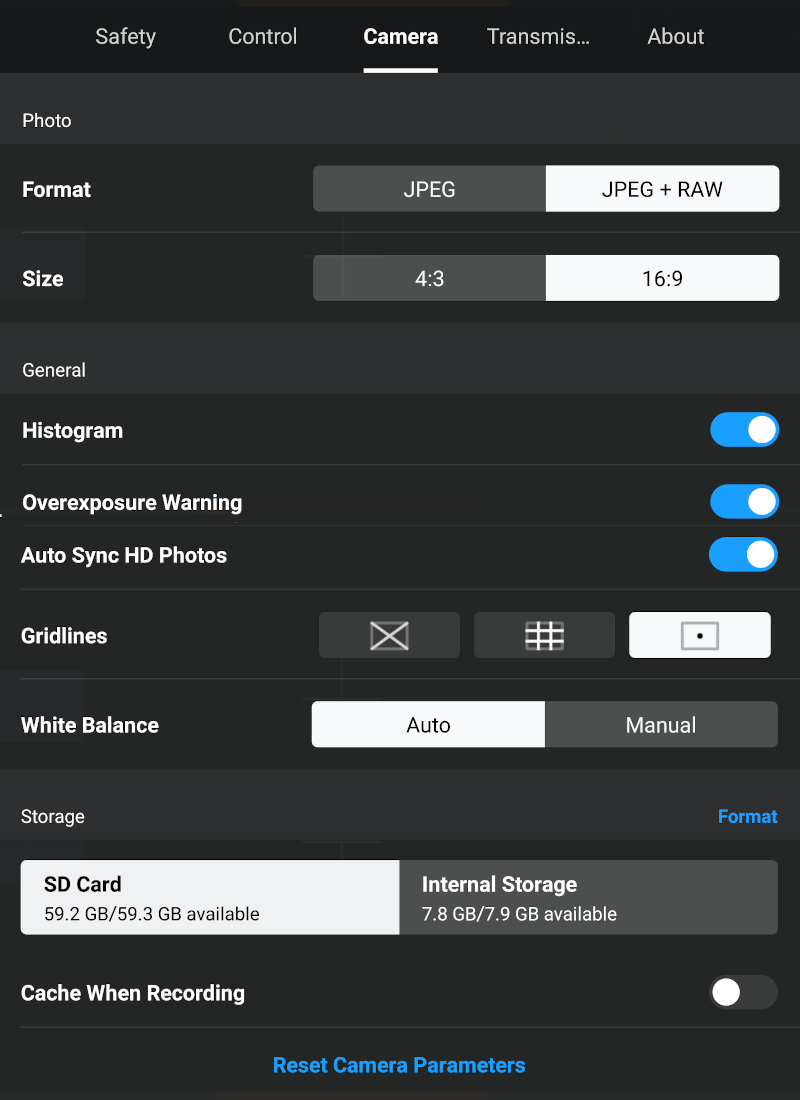 Safety Control Camera Transmis... About
Photo
Format JPEG JPEG + RAW
Size 4:3 16:9
General
Histogram
Overexposure Warning
Auto Sync HD Photos
Gridlines
White Balance Auto Manual
Storage Format
SD Card Internal Storage
59.2 GB/59.3 GB available 7.8 GB/7.9 GB available
Cache When Recording
Reset Camera Parameters